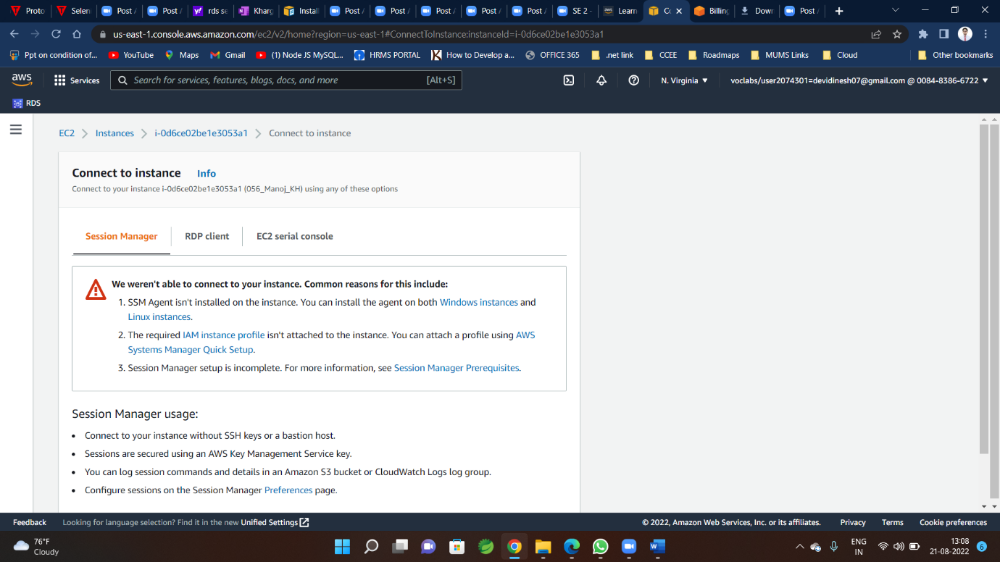 Proto
Selen
Post /
Post /
rds se
Kharg
Install
Post /
Post /
Post /
Post /
Post /
SE 2 -
Learn
Billing
Down
Post /
us-east-1.console.aws.amazon.com/ec2/v2/home?region=us-east-1#ConnectToInstance:instanceId=i-0d6ce02be1e3053a1
Ppt on condition of...
YouTube
Maps
Gmail
(1) Node JS MySQL...
HRMS PORTAL
How to Develop a...
OFFICE 365
.net link
CCEE
Roadmaps
MUMS Links
Cloud
Other bookmarks
aws
Services
Search for services, features, blogs, docs, and more
[Alt+S]
N. Virginia
voclabs/user2074301=devidinesh07@gmail.com @ 0084-8386-6722
RDS
EC2
Instances
i-0d6ce02be1e3053a1
Connect to instance
Connect to instance
Info
Connect to your instance i-0d6ce02be1e3053a1 (056_Manoj_KH) using any of these options
Session Manager
RDP client
EC2 serial console
We weren't able to connect to your instance. Common reasons for this include:
1. SSM Agent isn't installed on the instance. You can install the agent on both Windows instances and
Linux instances.
2. The required IAM instance profile isn't attached to the instance. You can attach a profile using AWS
Systems Manager Quick Setup.
3. Session Manager setup is incomplete. For more information, see Session Manager Prerequisites.
Session Manager usage:
• Connect to your instance without SSH keys or a bastion host.
• Sessions are secured using an AWS Key Management Service key.
• You can log session commands and details in an Amazon S3 bucket or CloudWatch Logs log group.
• Configure sessions on the Session Manager Preferences page.
Feedback
Looking for language selection? Find it in the new Unified Settings
© 2022, Amazon Web Services, Inc. or its affiliates.
Privacy
Terms
Cookie preferences
76°F
Cloudy
ENG
IN
13:08
21-08-2022
6